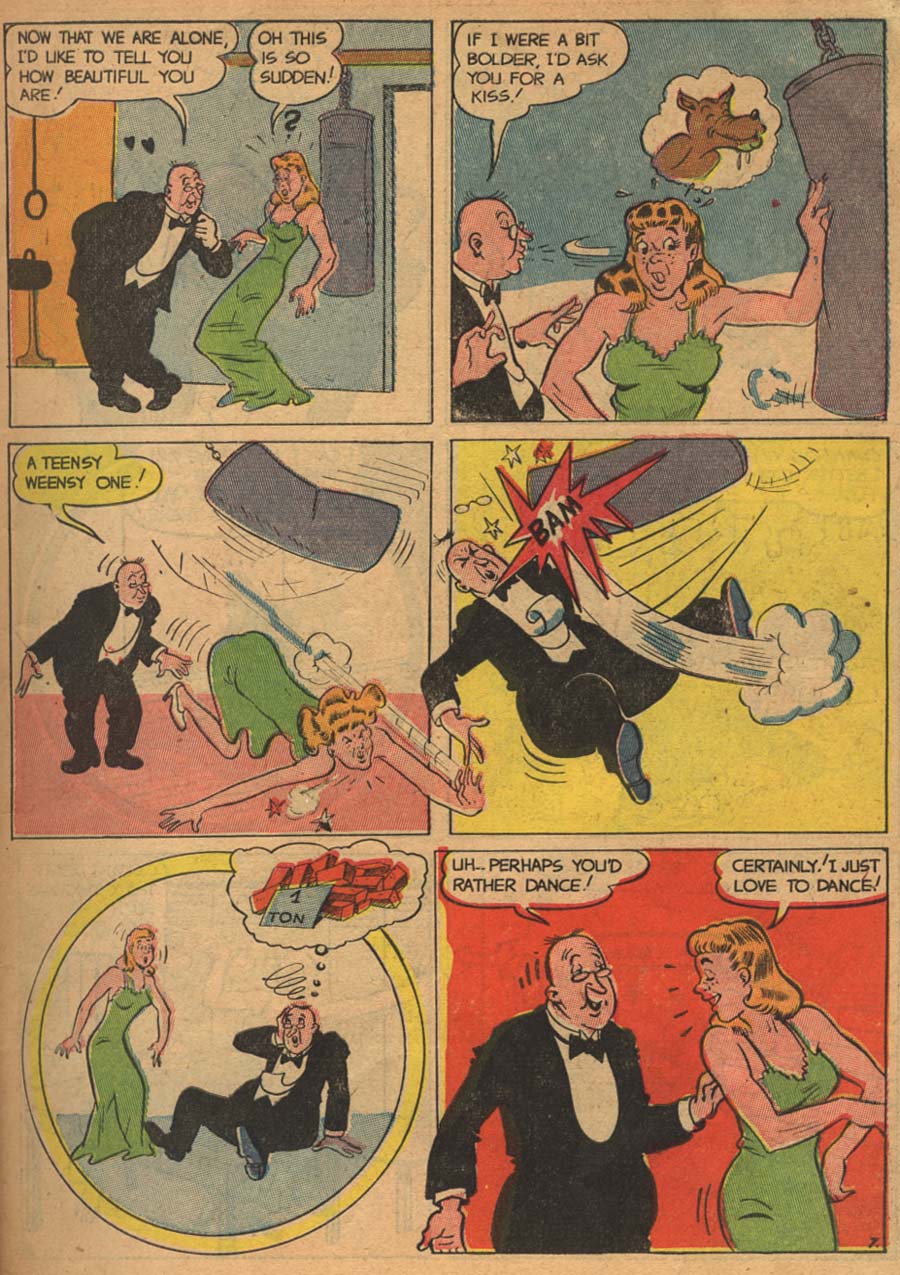 NOW THAT WE ARE ALONE,
I'D LIKE TO TELL YOU
HOW BEAUTIFUL YOU
ARE!
OH THIS
IS SO
SUDDEN!
?
IF I WERE A BIT
BOLDER, I'D ASK
YOU FOR A
KISS!
A TEENSY
WEENSY ONE!
BAM
1
TON
UH.. PERHAPS YOU'D
RATHER DANCE!
CERTAINLY! I JUST
LOVE TO DANCE!
7.